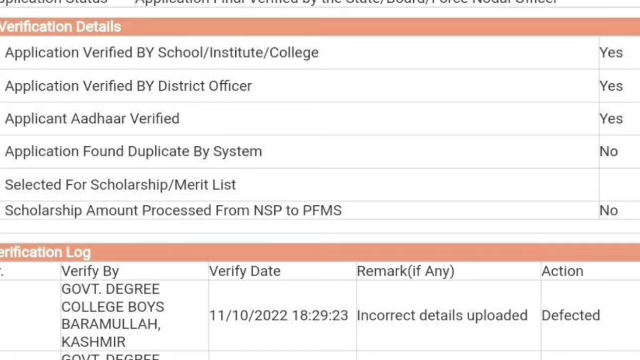 pplication Status Application Final Verified by the State/Board/Force Nodal Officer
Verification Details
Application Verified BY School/Institute/College Yes
Application Verified BY District Officer Yes
Applicant Aadhaar Verified Yes
Application Found Duplicate By System No
Selected For Scholarship/Merit List
Scholarship Amount Processed From NSP to PFMS No
erification Log
r. Verify By Verify Date Remark(if Any) Action
GOVT. DEGREE
COLLEGE BOYS
BARAMULLAH,
KASHMIR
11/10/2022 18:29:23 Incorrect details uploaded Defected
GOVT. DEGREE